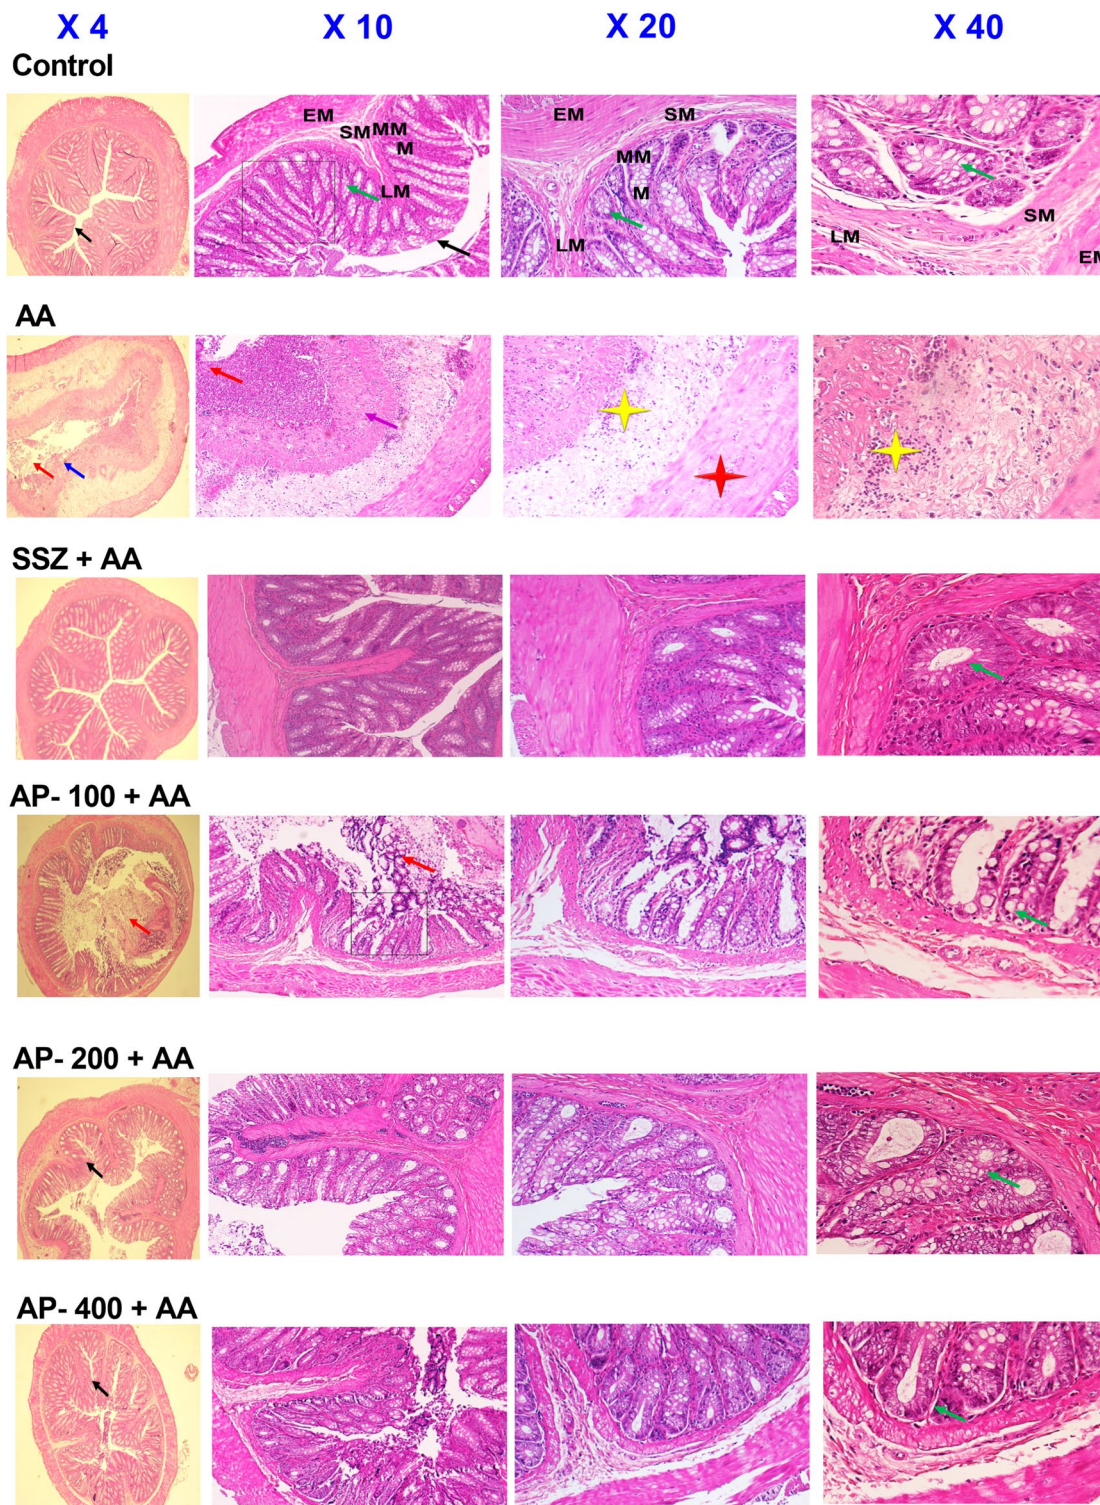 X 4 X 10 X 20 X 40
Control
EM SM MM M LM
EM SM MM M LM
LM SM EM
AA
SSZ + AA
AP- 100 + AA
AP- 200 + AA
AP- 400 + AA